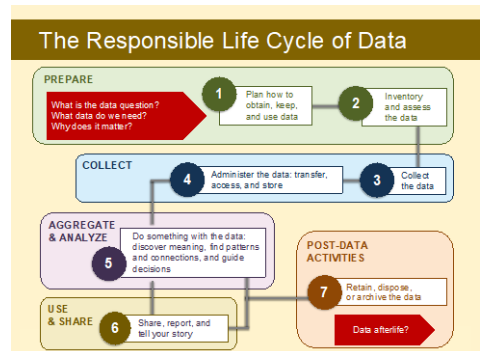 The Responsible Life Cycle of Data
PREPARE
What is the data question?
What data do we need?
Why does it matter?
1
Plan how to
obtain, keep,
and use data
2
Inventory
and assess
the data
COLLECT
4
Administer the data: transfer,
access, and store
3
Collect
the data
AGGREGATE
& ANALYZE
Do something with the data:
discover meaning, find patterns
and connections, and guide
decisions
5
POST-DATA
ACTIVITIES
7
Retain, dispose,
or archive the data
Data afterlife?
USE
& SHARE
6
Share, report, and
tell your story